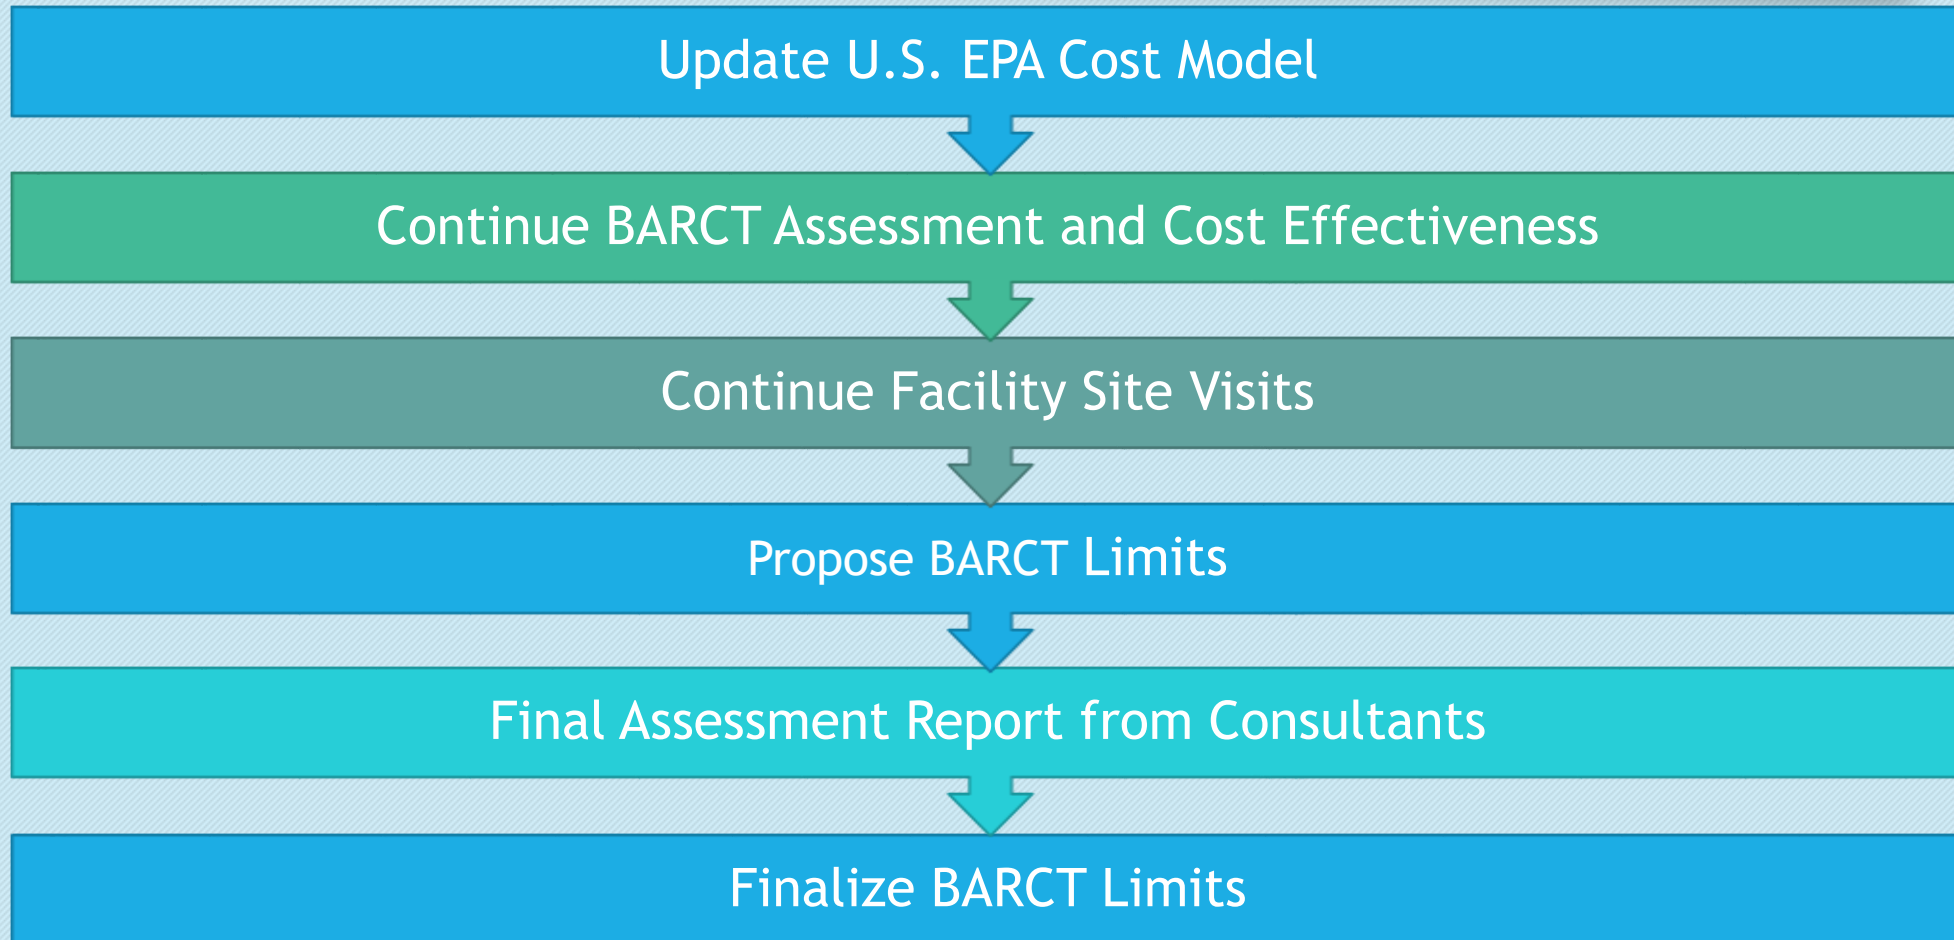 Update U.S. EPA Cost Model
Continue BARCT Assessment and Cost Effectiveness
Continue Facility Site Visits
Propose BARCT Limits
Final Assessment Report from Consultants
Finalize BARCT Limits